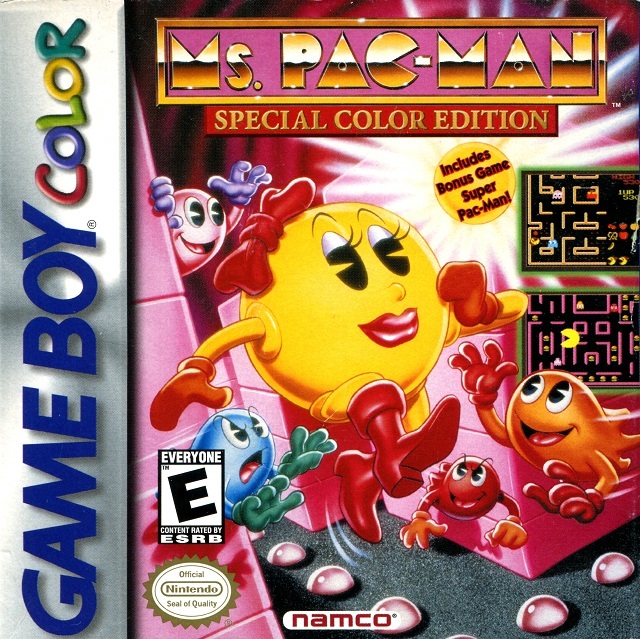 GAME BOY COLOR
®
Ms. PAC-MAN
™
SPECIAL COLOR EDITION
Includes
Bonus Game
Super
Pac-Man!
1UP
EVERYONE
™
E
CONTENT RATED BY
ESRB
Official
Nintendo
Seal of Quality
®
namco®